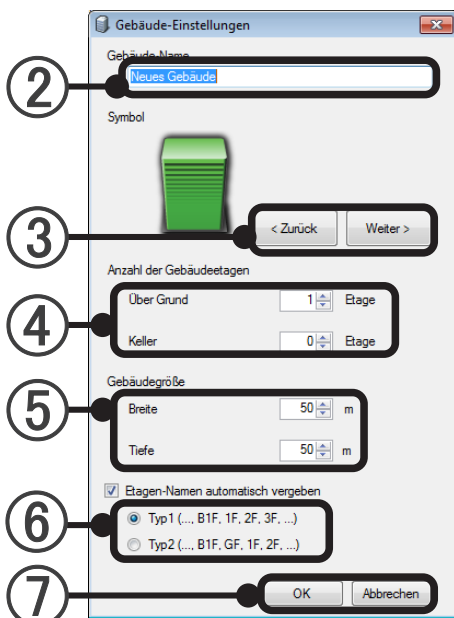 Gebäude-Einstellungen
Gebäude-Name
② Neues Gebäude
Symbol
③ < Zurück Weiter >
Anzahl der Gebäudeetagen
④ Über Grund 1 Etage
Keller 0 Etage
Gebäudegröße
⑤ Breite 50 m
Tiefe 50 m
Etagen-Namen automatisch vergeben
⑥ Typ1 (..., B1F, 1F, 2F, 3F, ...)
Typ2 (..., B1F, GF, 1F, 2F, ...)
⑦ OK Abbrechen